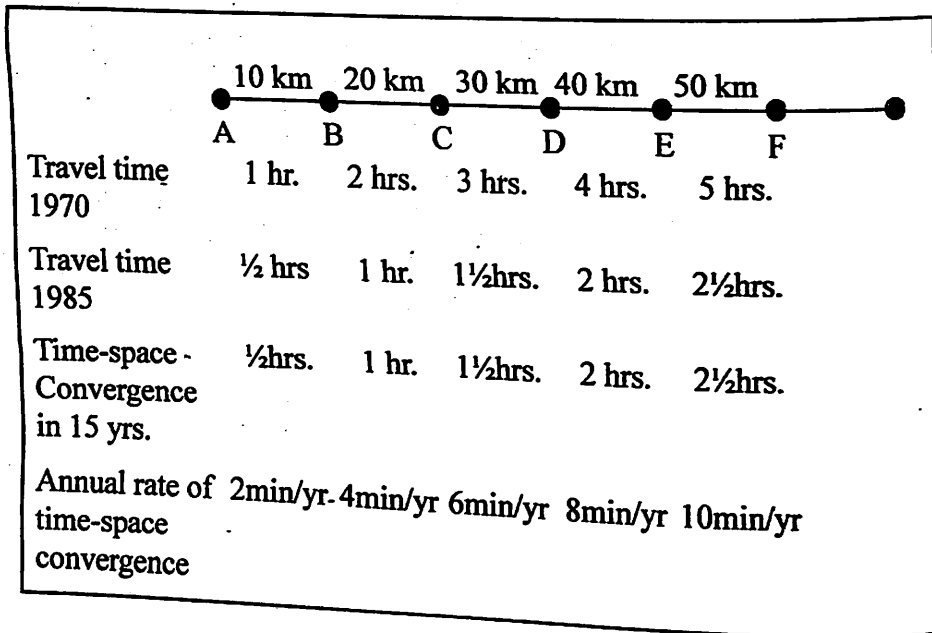 10 km 20 km 30 km 40 km 50 km
A B C D E F
Travel time 1 hr. 2 hrs. 3 hrs. 4 hrs. 5 hrs.
1970
Travel time ½ hrs 1 hr. 1½hrs. 2 hrs. 2½hrs.
1985
Time-space - ½hrs. 1 hr. 1½hrs. 2 hrs. 2½hrs.
Convergence
in 15 yrs.
Annual rate of 2min/yr. 4min/yr 6min/yr 8min/yr 10min/yr
time-space
convergence